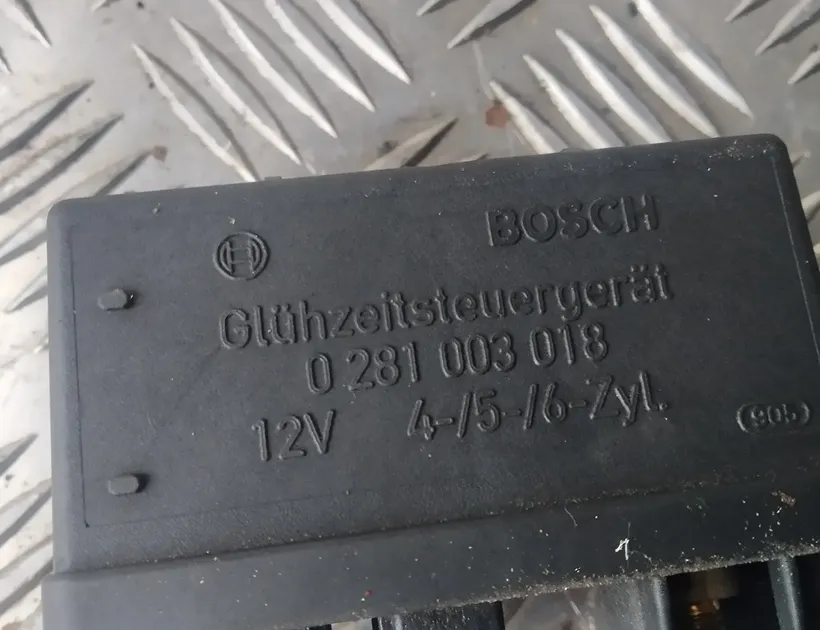 BOSCH
Glühzeitsteuergerät
0 281 003 018
12V 4-/5-/6-Zyl.
905